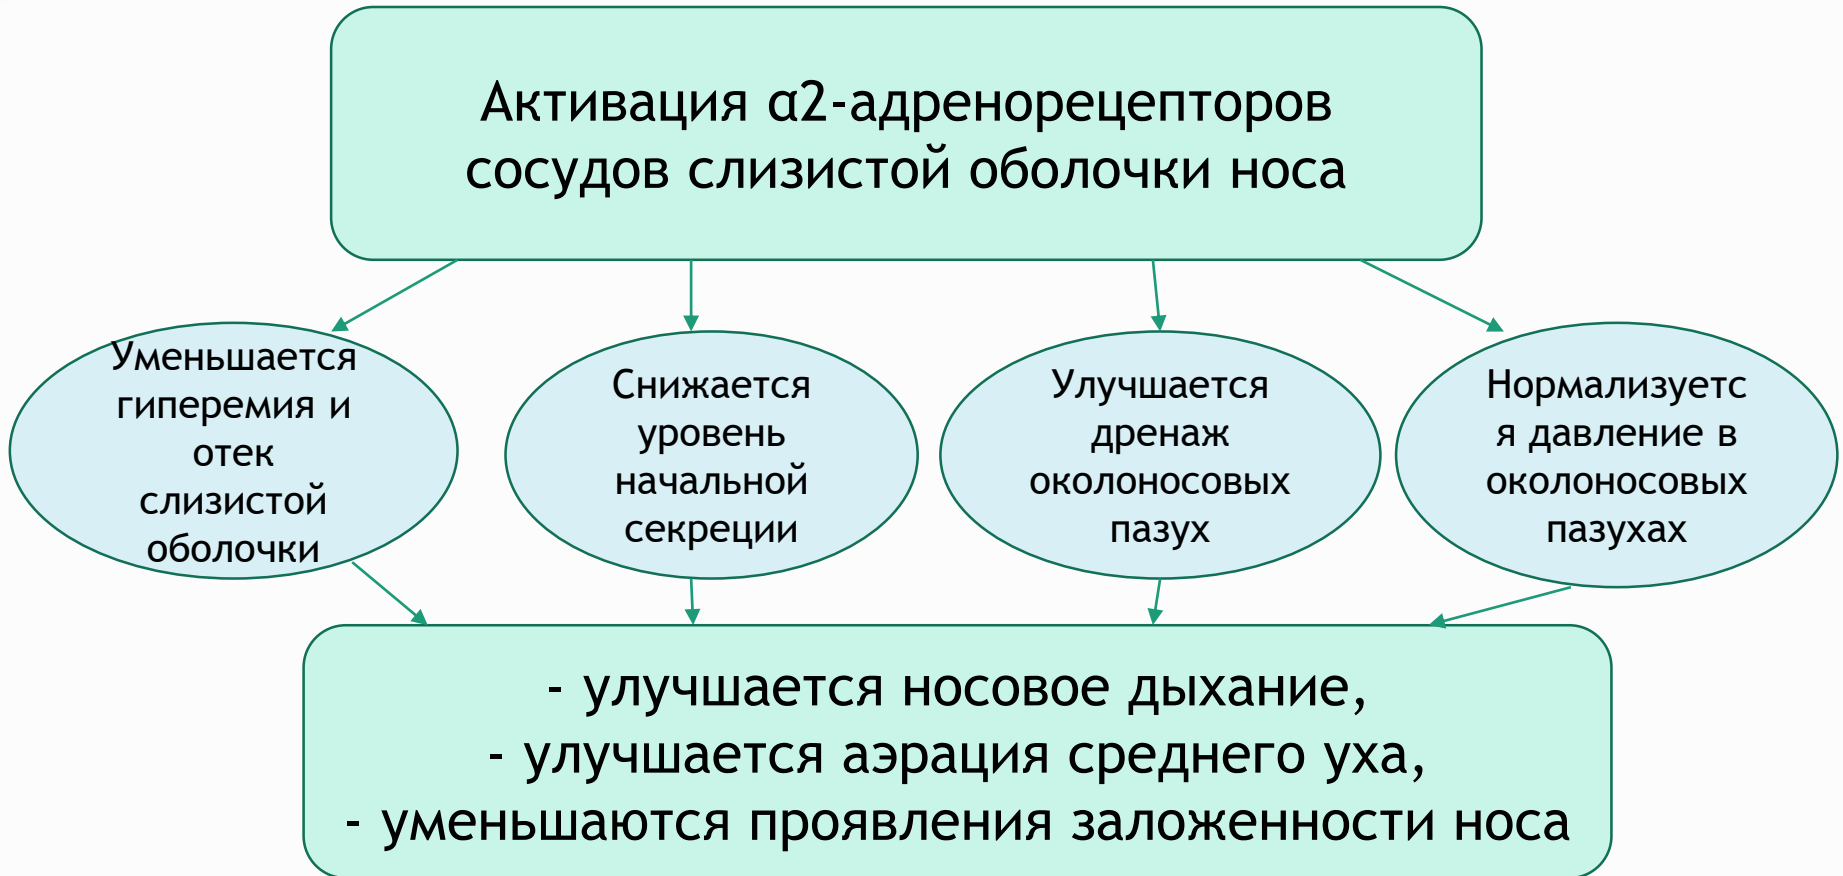 Активация α2-адренорецепторов
сосудов слизистой оболочки носа
Уменьшается
гиперемия и
отек
слизистой
оболочки
Снижается
уровень
начальной
секреции
Улучшается
дренаж
околоносовых
пазух
Нормализуетс
я давление в
околоносовых
пазухах
- улучшается носовое дыхание,
- улучшается аэрация среднего уха,
- уменьшаются проявления заложенности носа